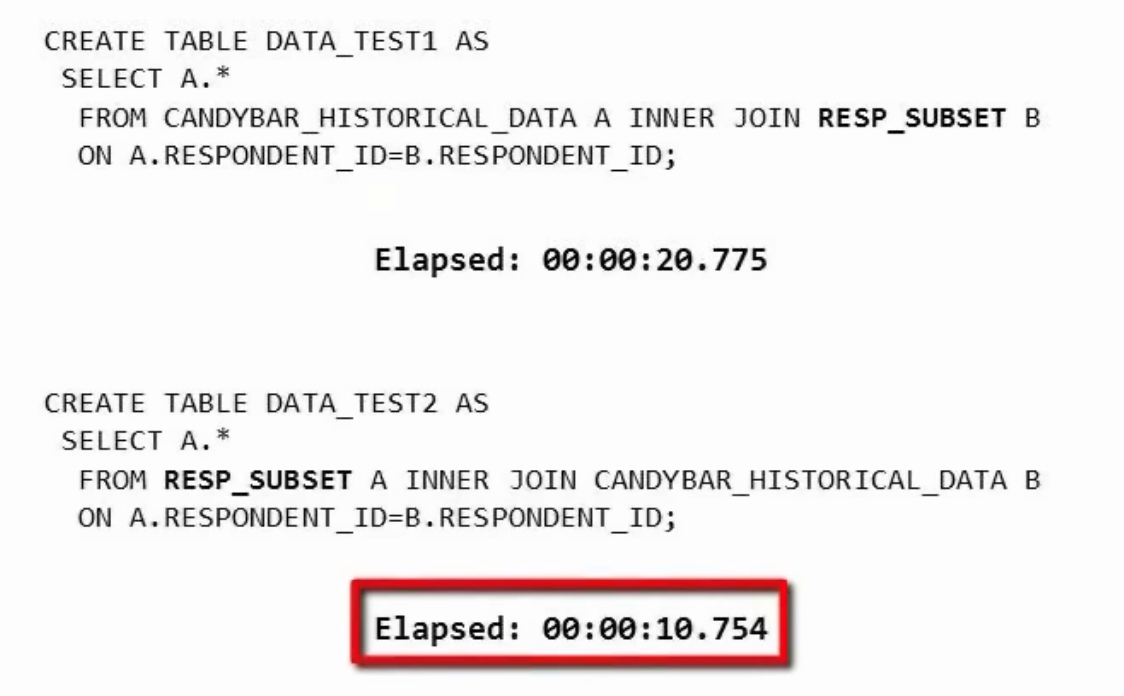 CREATE TABLE DATA_TEST1 AS
SELECT A.*
FROM CANDYBAR_HISTORICAL_DATA A INNER JOIN RESP_SUBSET B
ON A.RESPONDENT_ID=B.RESPONDENT_ID;
Elapsed: 00:00:20.775
CREATE TABLE DATA_TEST2 AS
SELECT A.*
FROM RESP_SUBSET A INNER JOIN CANDYBAR_HISTORICAL_DATA B
ON A.RESPONDENT_ID=B.RESPONDENT_ID;
Elapsed: 00:00:10.754